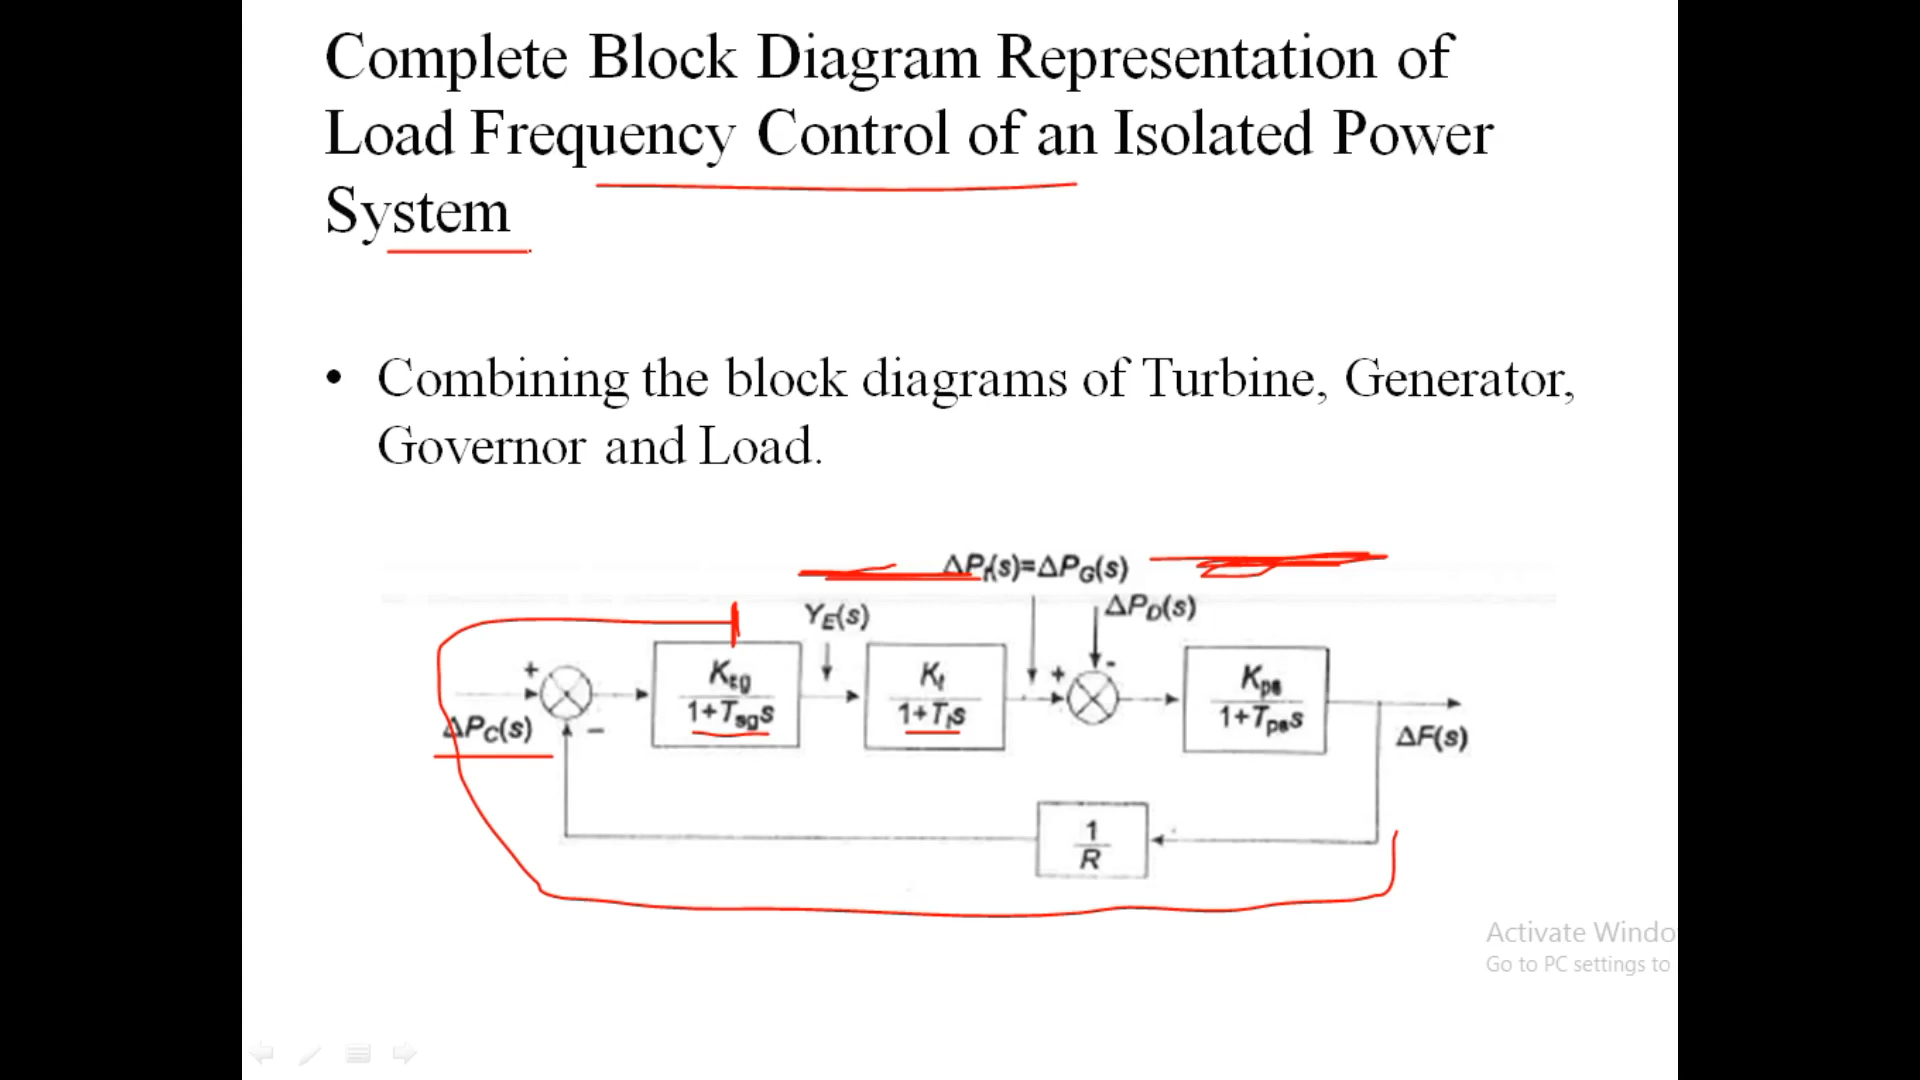 Complete Block Diagram Representation of
Load Frequency Control of an Isolated Power
System
• Combining the block diagrams of Turbine, Generator,
Governor and Load.
ΔPt(s)=ΔPG(s)
YE(s)
ΔPD(s)
+
-
Ksg
1+Tsgs
Kt
1+Tts
+
Kps
1+Tpss
ΔPC(s)
−
ΔF(s)
1
R
Activate Windo
Go to PC settings to